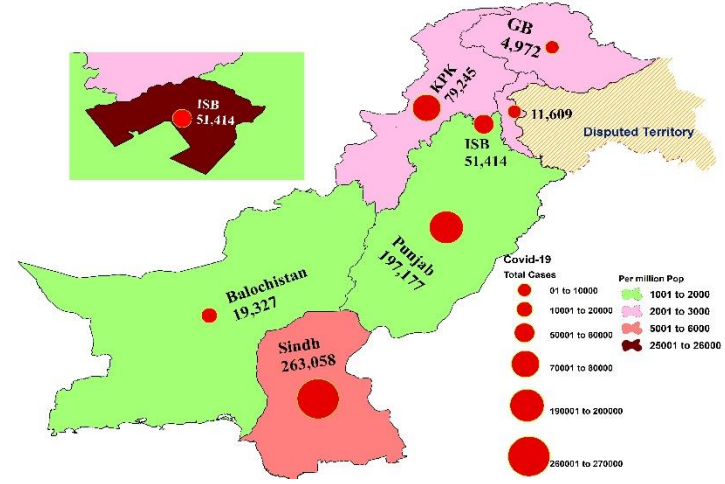 GB
4,972
KPK
79,245
ISB
51,414
11,609
Disputed Territory
ISB
51,414
Punjab
197,177
Balochistan
19,327
Sindh
263,058
Covid-19
Total Cases
01 to 10000
10001 to 20000
50001 to 60000
70001 to 80000
190001 to 200000
260001 to 270000
Per million Pop
1001 to 2000
2001 to 3000
5001 to 6000
25001 to 26000